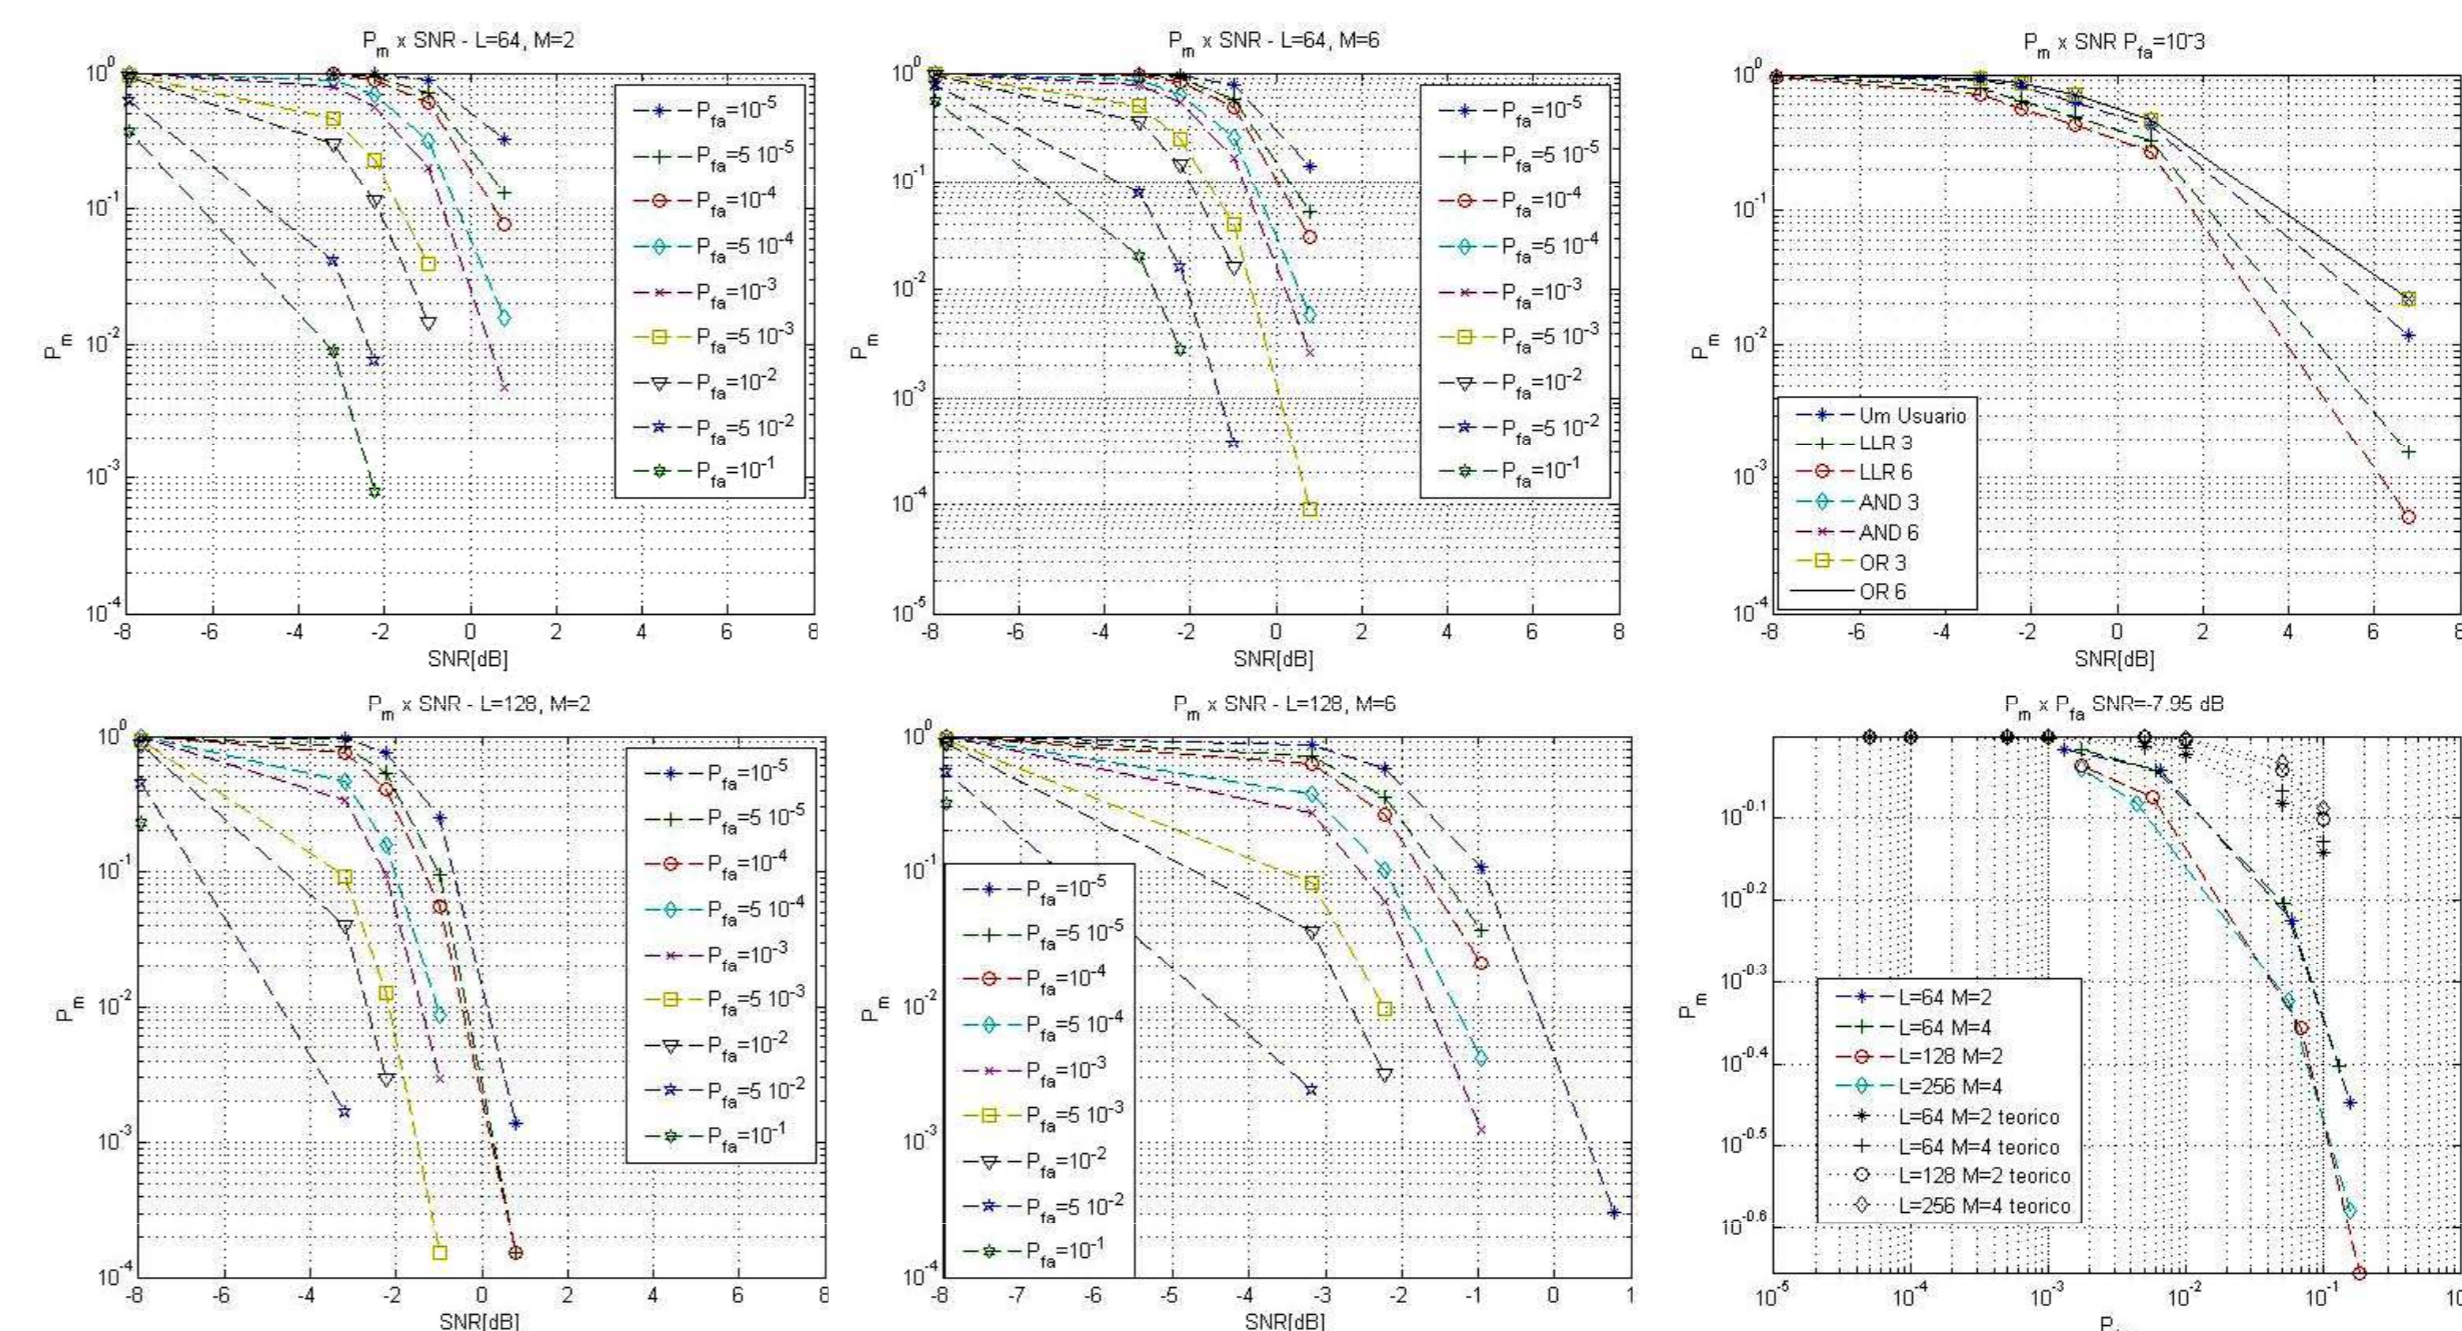 P_m x SNR - L=64, M=2
10^0
10^-1
10^-2
10^-3
10^-4
P_m
-8 -6 -4 -2 0 2 4 6 8
SNR[dB]
P_fa=10^-5
P_fa=5 10^-5
P_fa=10^-4
P_fa=5 10^-4
P_fa=10^-3
P_fa=5 10^-3
P_fa=10^-2
P_fa=5 10^-2
P_fa=10^-1
P_m x SNR - L=64, M=6
10^0
10^-1
10^-2
10^-3
10^-4
10^-5
P_m
-8 -6 -4 -2 0 2 4 6 8
SNR[dB]
P_fa=10^-5
P_fa=5 10^-5
P_fa=10^-4
P_fa=5 10^-4
P_fa=10^-3
P_fa=5 10^-3
P_fa=10^-2
P_fa=5 10^-2
P_fa=10^-1
P_m x SNR P_fa=10^-3
10^0
10^-1
10^-2
10^-3
10^-4
P_m
-8 -6 -4 -2 0 2 4 6 8
SNR[dB]
Um Usuario
LLR 3
LLR 6
AND 3
AND 6
OR 3
OR 6
P_m x SNR - L=128, M=2
10^0
10^-1
10^-2
10^-3
10^-4
P_m
-8 -6 -4 -2 0 2 4 6 8
SNR[dB]
P_fa=10^-5
P_fa=5 10^-5
P_fa=10^-4
P_fa=5 10^-4
P_fa=10^-3
P_fa=5 10^-3
P_fa=10^-2
P_fa=5 10^-2
P_fa=10^-1
P_m x SNR - L=128, M=6
10^0
10^-1
10^-2
10^-3
10^-4
P_m
-8 -7 -6 -5 -4 -3 -2 -1 0 1
SNR[dB]
P_fa=10^-5
P_fa=5 10^-5
P_fa=10^-4
P_fa=5 10^-4
P_fa=10^-3
P_fa=5 10^-3
P_fa=10^-2
P_fa=5 10^-2
P_fa=10^-1
P_m x P_fa SNR=-7.95 dB
10^-0.1
10^-0.2
10^-0.3
10^-0.4
10^-0.5
10^-0.6
P_m
10^-5 10^-4 10^-3 10^-2 10^-1
L=64 M=2
L=64 M=4
L=128 M=2
L=256 M=4
L=64 M=2 teorico
L=64 M=4 teorico
L=128 M=2 teorico
L=256 M=4 teorico